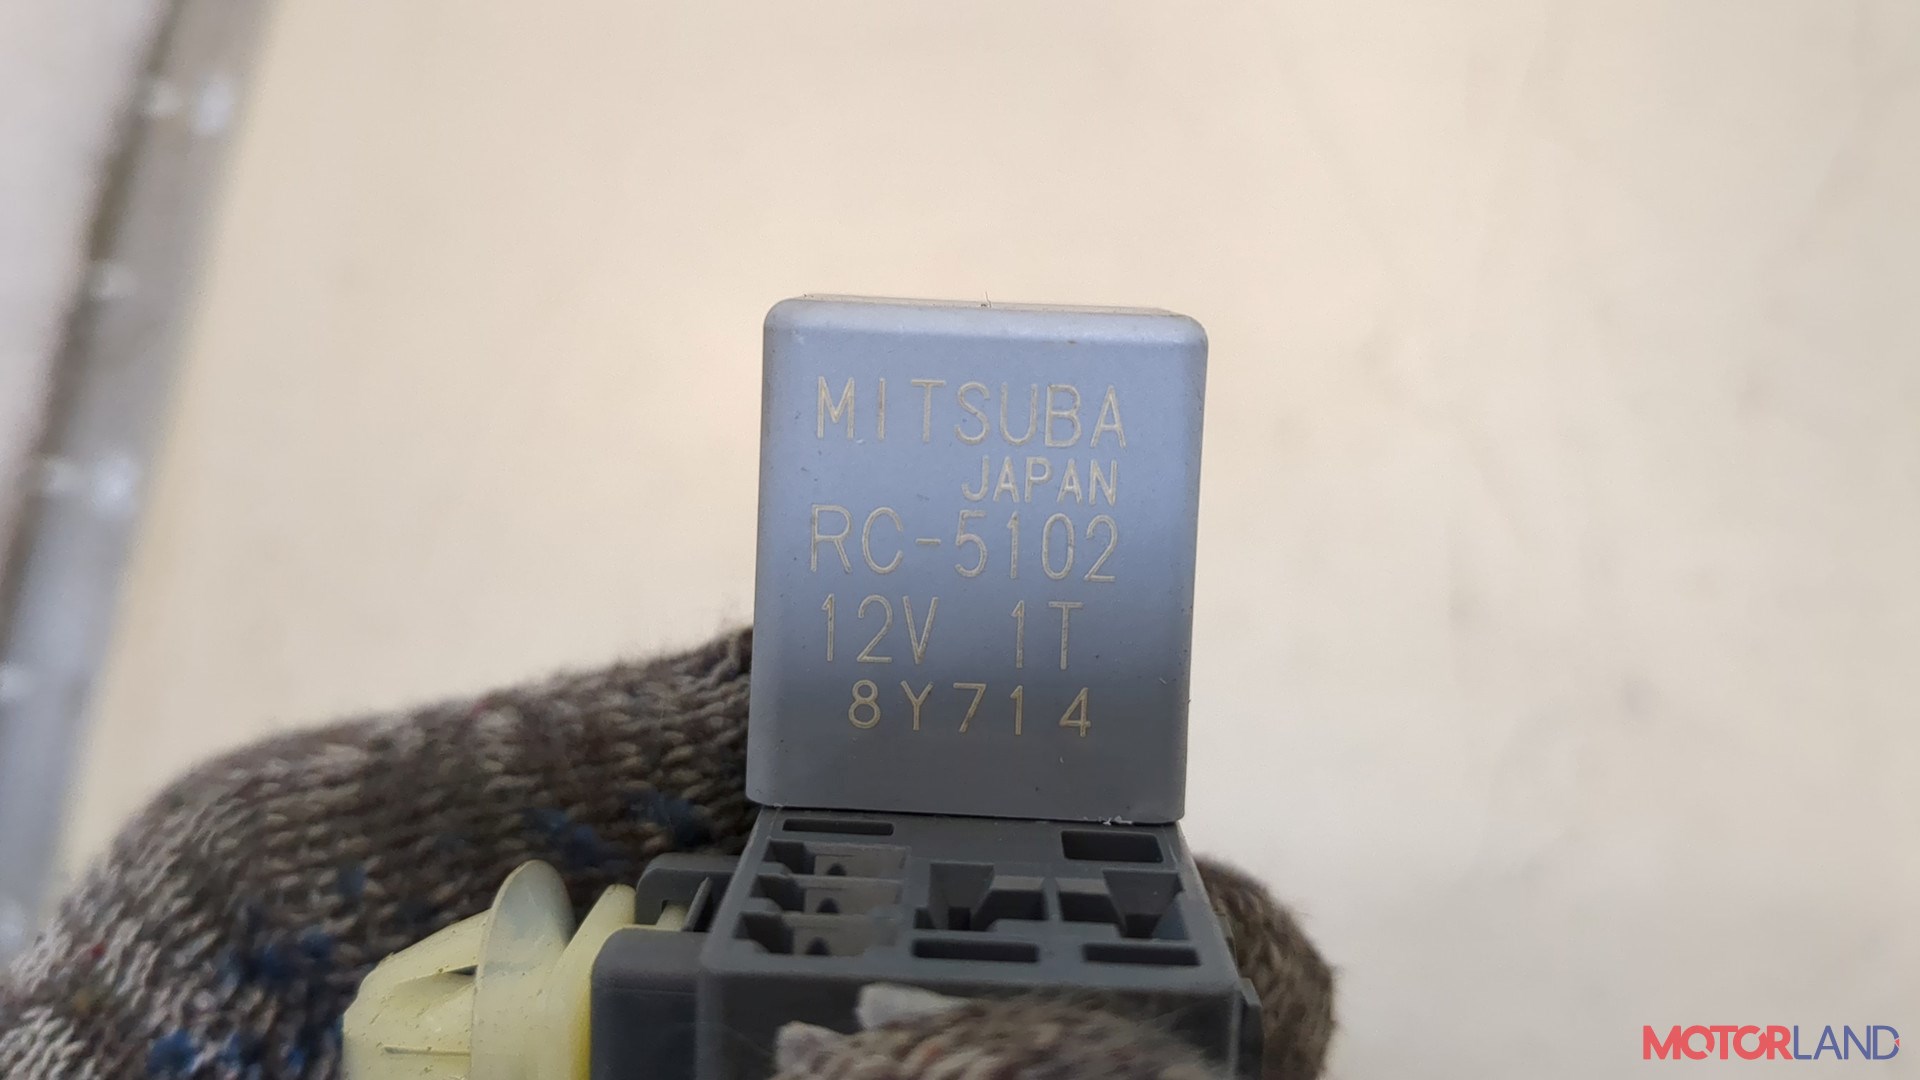 MITSUBA
JAPAN
RC-5102
12V 1T
8Y714
MOTORLAND